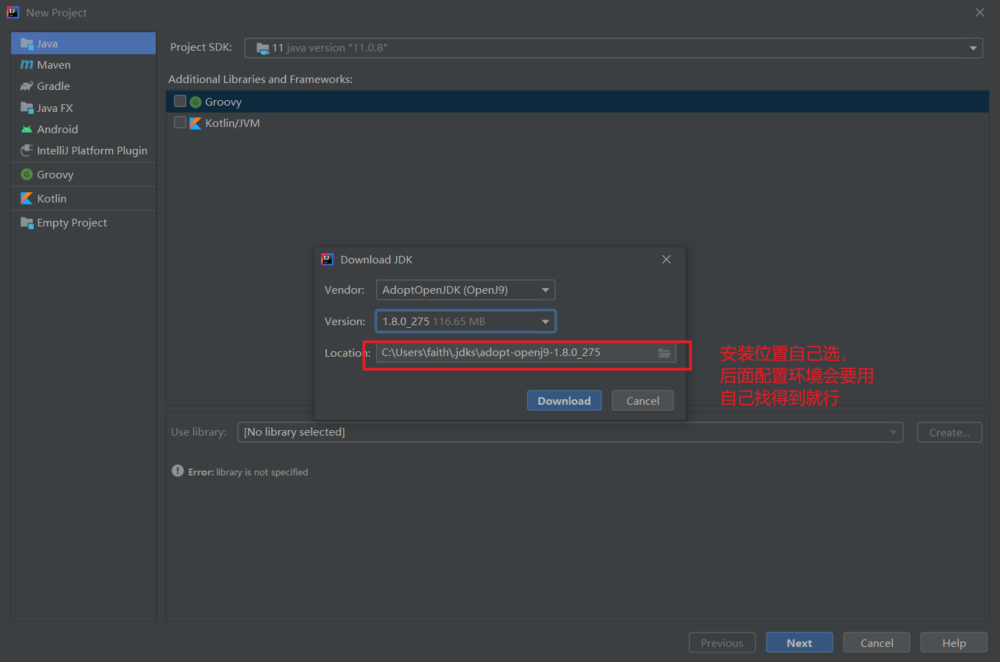 New Project
Java
Maven
Gradle
Java FX
Android
IntelliJ Platform Plugin
Groovy
Kotlin
Empty Project
Project SDK: 11 java version "11.0.8"
Additional Libraries and Frameworks:
Groovy
Kotlin/JVM
Download JDK
Vendor: AdoptOpenJDK (OpenJ9)
Version: 1.8.0_275 116.65 MB
Location: C:\Users\faith\.jdks\adopt-openj9-1.8.0_275
Download Cancel
安装位置自己选,
后面配置环境会要用
自己找得到就行
Use library: [No library selected] Create...
Error: library is not specified
Previous Next Cancel Help